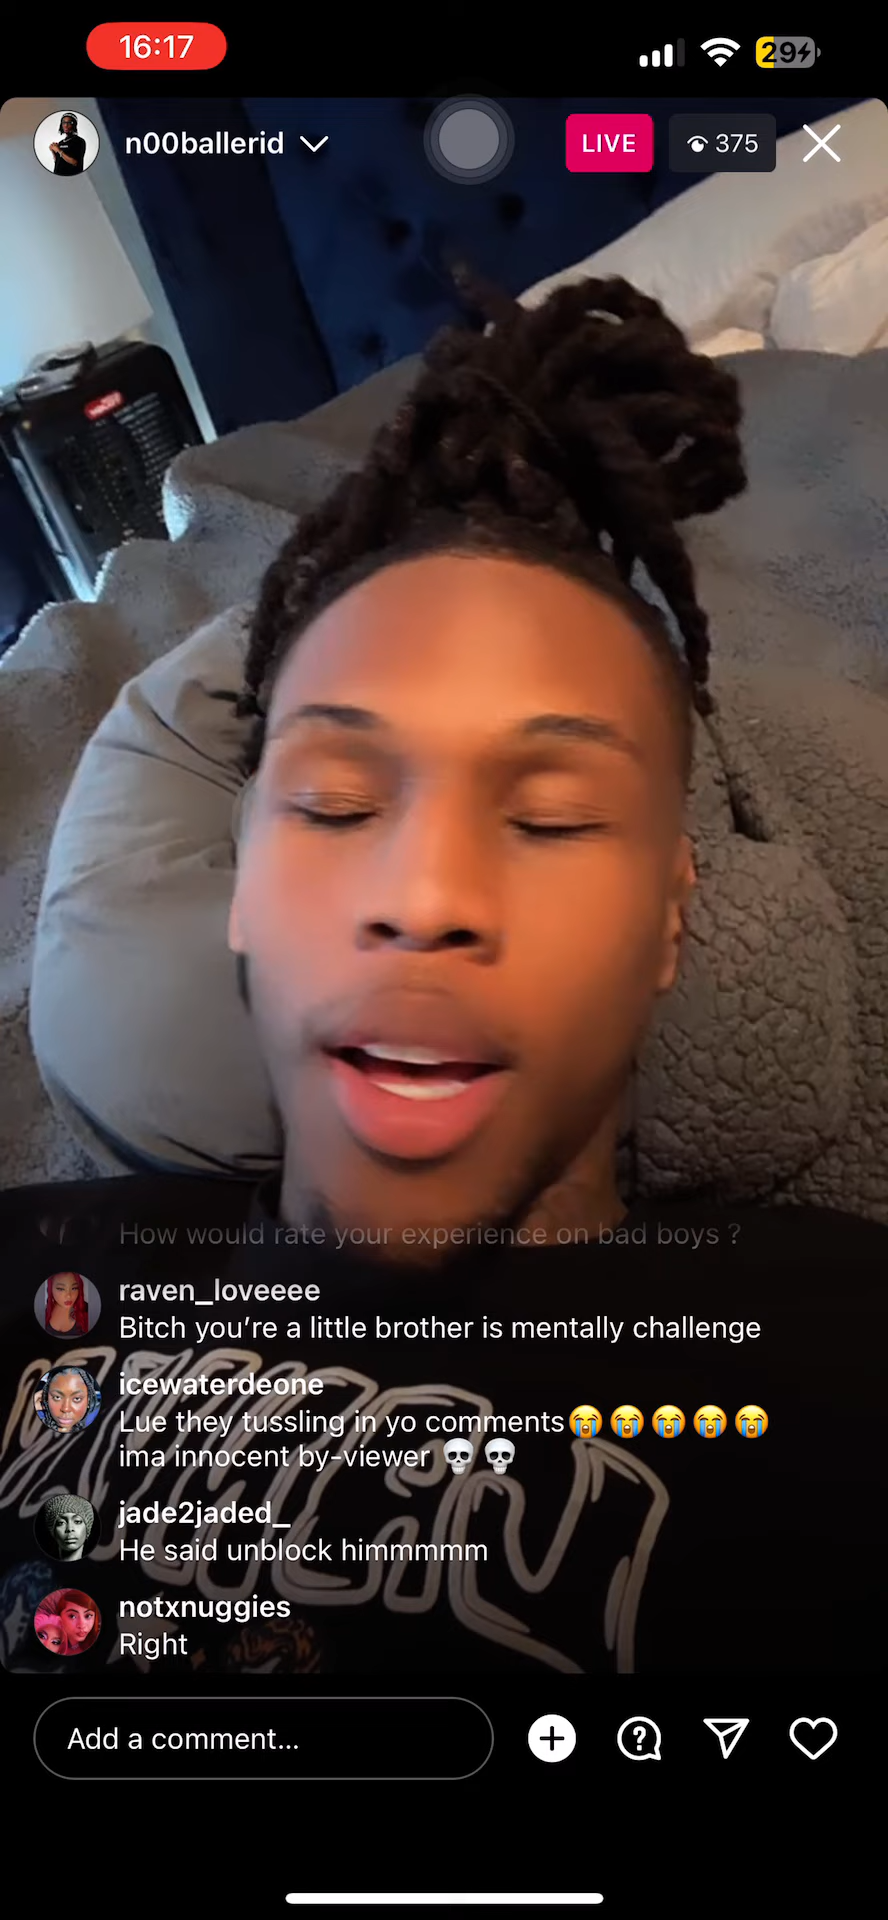 16:17
29
n00ballerid
LIVE
375
How would rate your experience on bad boys ?
raven_loveeee
Bitch you're a little brother is mentally challenge
icewaterdeone
Lue they tussling in yo comments😭😭😭😭😭
ima innocent by-viewer 💀💀
jade2jaded_
He said unblock himmmmm
notxnuggies
Right
Add a comment...